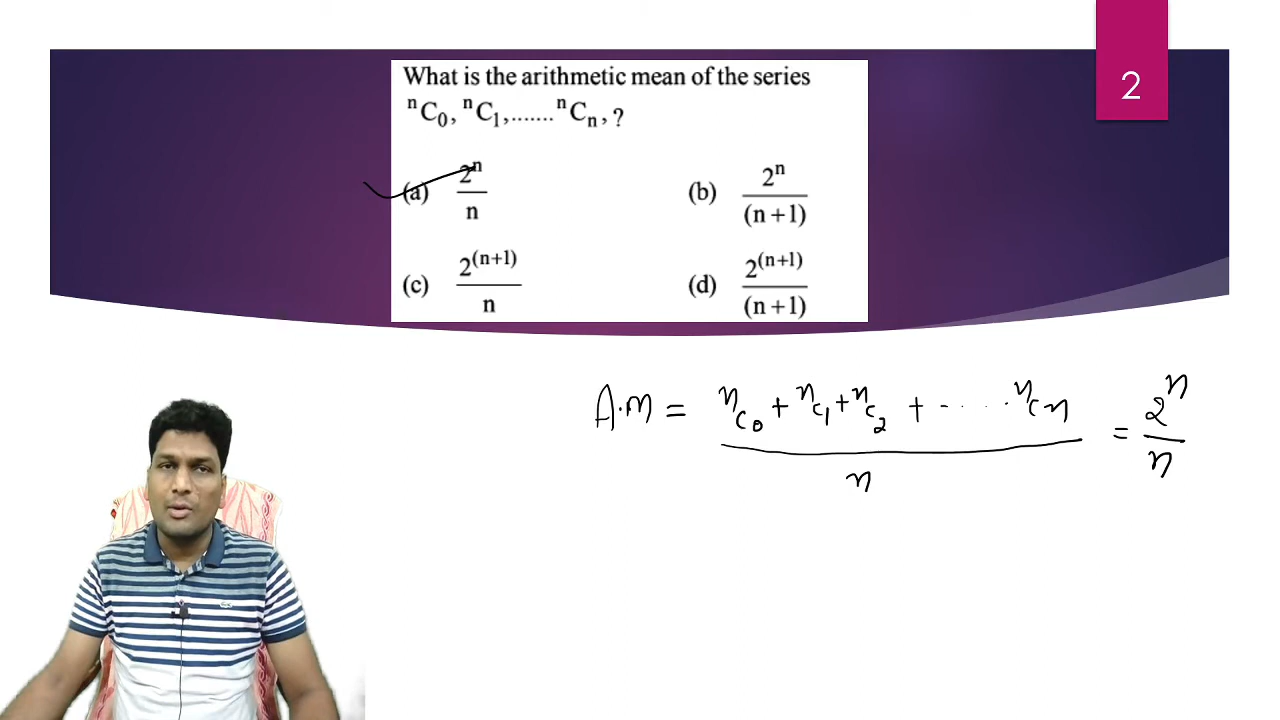 2
What is the arithmetic mean of the series
ⁿC₀, ⁿC₁,.......ⁿCₙ, ?
(a) 2ⁿ/n (b) 2ⁿ/(n+1)
(c) 2⁽ⁿ⁺¹⁾/n (d) 2⁽ⁿ⁺¹⁾/(n+1)
A.M = (ⁿC₀ + ⁿC₁ + ⁿC₂ + ..... ⁿCₙ)/n = 2ⁿ/n